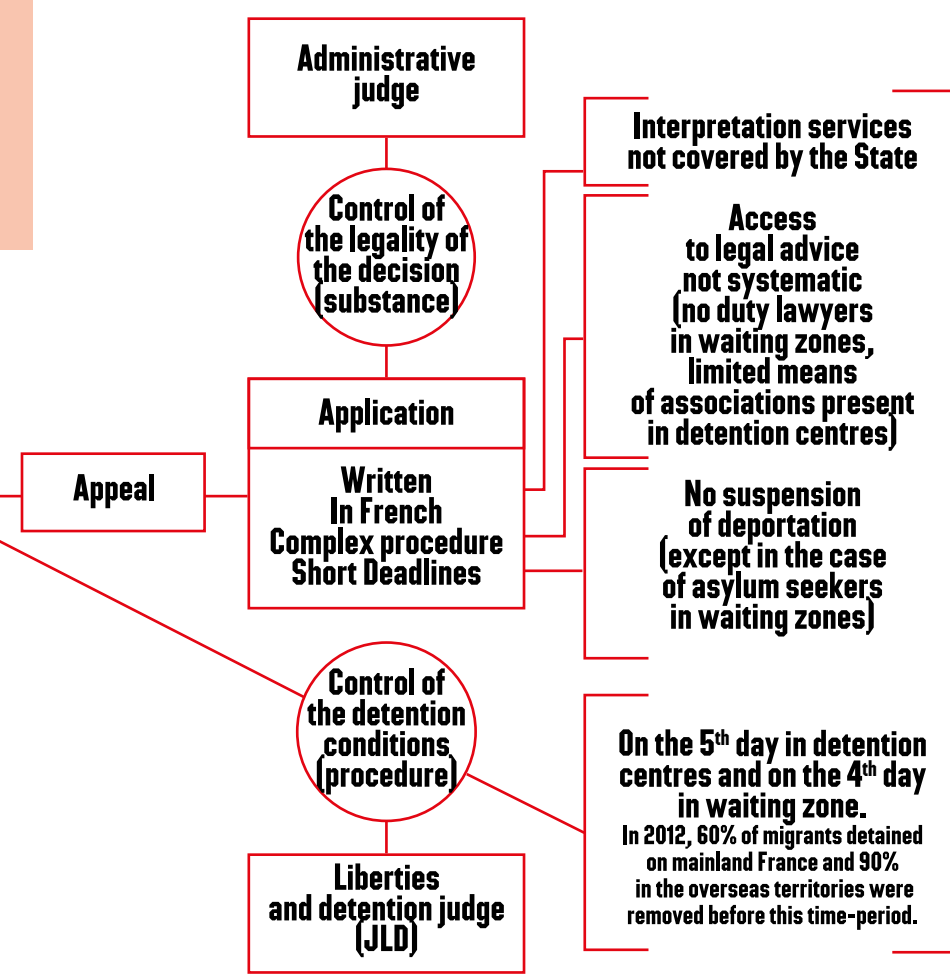 Administrative
judge
Control of
the legality of
the decision
(substance)
Application
Written
In French
Complex procedure
Short Deadlines
Appeal
Interpretation services
not covered by the State
Access
to legal advice
not systematic
(no duty lawyers
in waiting zones,
limited means
of associations present
in detention centres)
No suspension
of deportation
(except in the case
of asylum seekers
in waiting zones)
Control of
the detention
conditions
(procedure)
Liberties
and detention judge
(JLD)
On the 5th day in detention
centres and on the 4th day
in waiting zone.
In 2012, 60% of migrants detained
on mainland France and 90%
in the overseas territories were
removed before this time-period.